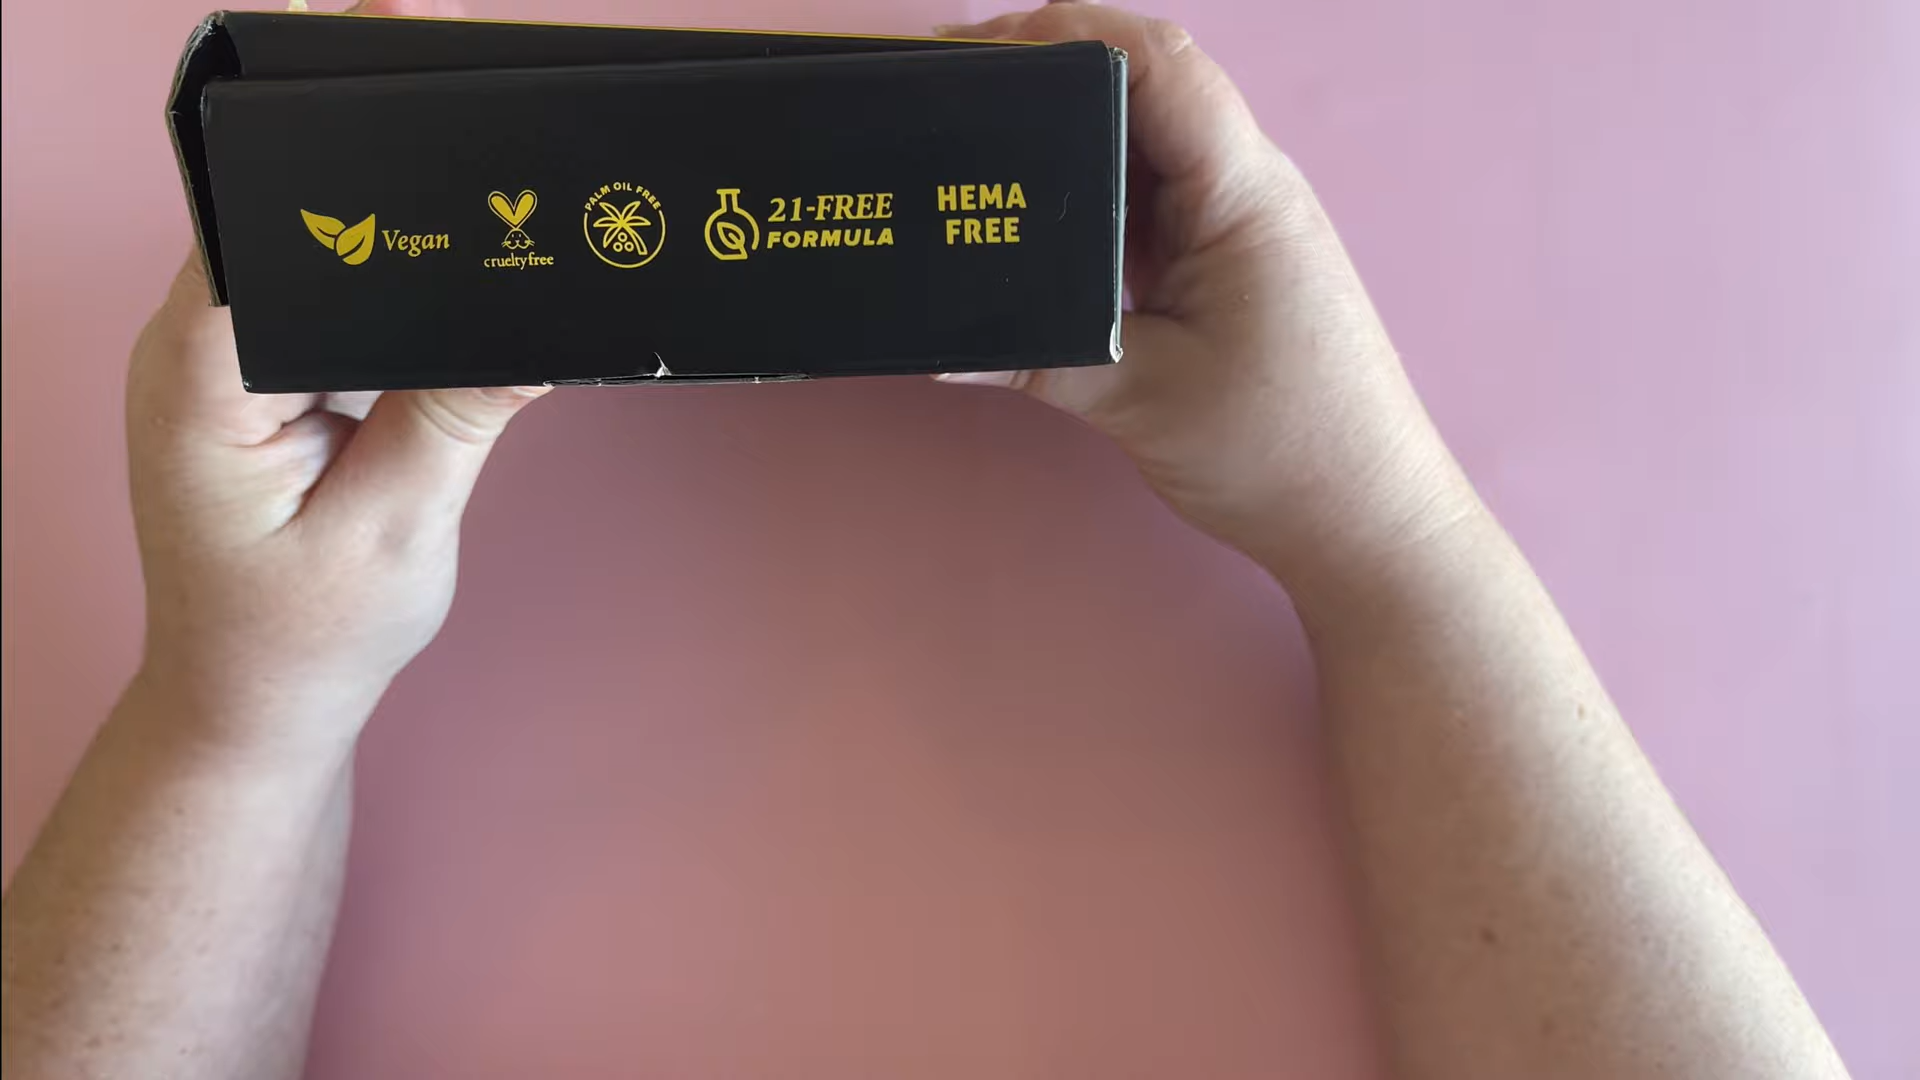 Vegan
crueltyfree
PALM OIL FREE
21-FREE
FORMULA
HEMA
FREE